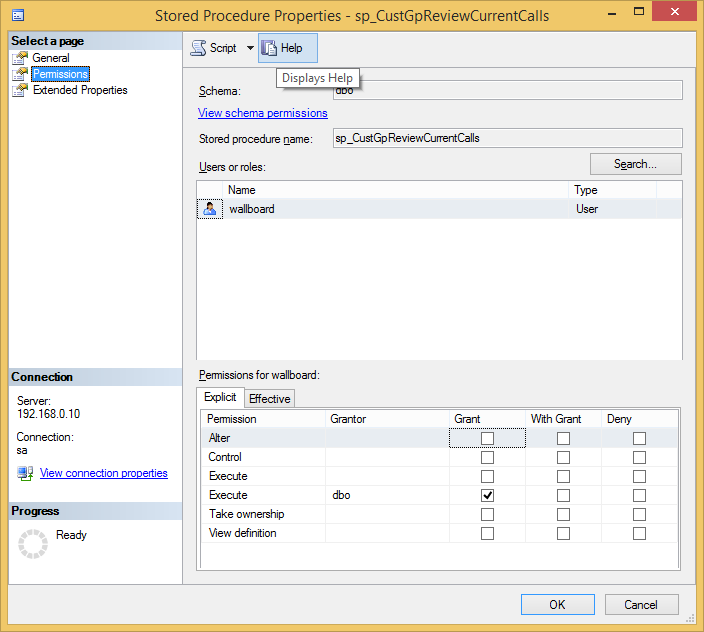 Stored Procedure Properties - sp_CustGpReviewCurrentCalls
Select a page
General
Permissions
Extended Properties
Script Help
Displays Help
Schema: dbo
View schema permissions
Stored procedure name: sp_CustGpReviewCurrentCalls
Users or roles: Search...
Name Type
wallboard User
Permissions for wallboard:
Explicit Effective
Permission Grantor Grant With Grant Deny
Alter
Control
Execute
Execute dbo
Take ownership
View definition
Connection
Server:
192.168.0.10
Connection:
sa
View connection properties
Progress
Ready
OK Cancel